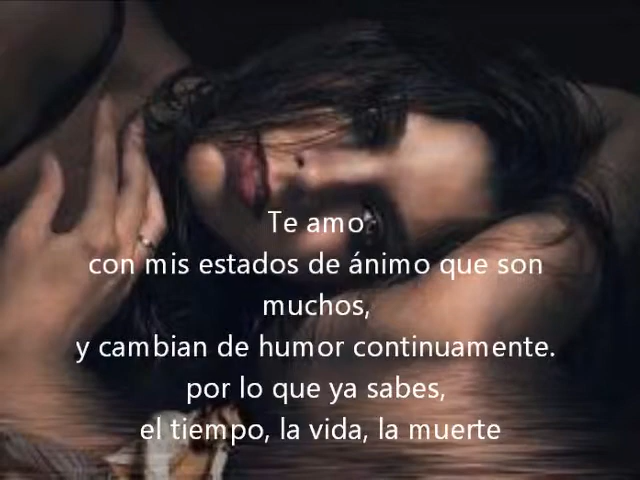 Te amo
con mis estados de ánimo que son
muchos,
y cambian de humor continuamente.
por lo que ya sabes,
el tiempo, la vida, la muerte